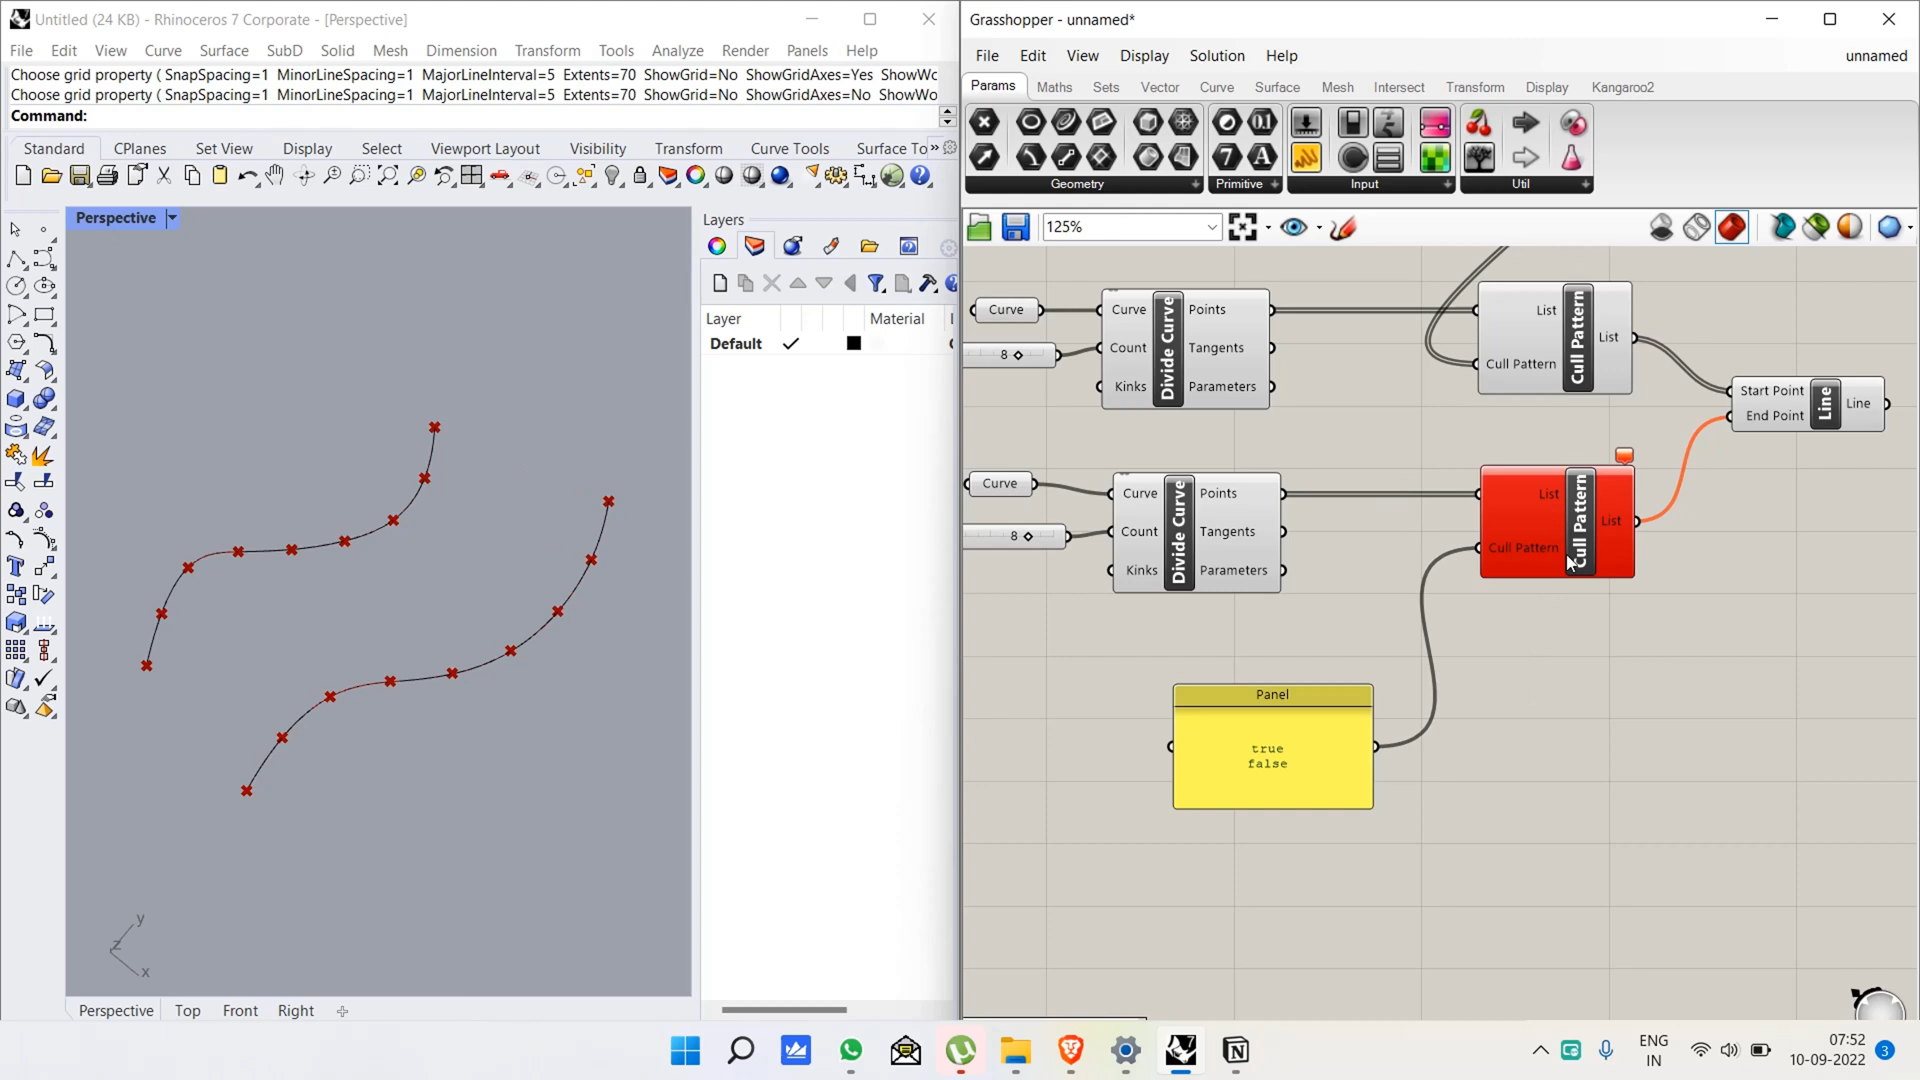 Untitled (24 KB) - Rhinoceros 7 Corporate - [Perspective]
File Edit View Curve Surface SubD Solid Mesh Dimension Transform Tools Analyze Render Panels Help
Choose grid property ( SnapSpacing=1 MinorLineSpacing=1 MajorLineInterval=5 Extents=70 ShowGrid=No ShowGridAxes=Yes ShowWo
Choose grid property ( SnapSpacing=1 MinorLineSpacing=1 MajorLineInterval=5 Extents=70 ShowGrid=No ShowGridAxes=No ShowWo
Command:
Standard CPlanes Set View Display Select Viewport Layout Visibility Transform Curve Tools Surface To »
Perspective
Layers
Layer Material
Default
y
z
x
Perspective Top Front Right
Grasshopper - unnamed*
File Edit View Display Solution Help unnamed
Params Maths Sets Vector Curve Surface Mesh Intersect Transform Display Kangaroo2
Geometry Primitive Input Util
125%
Curve
8
Curve
Count
Kinks
Divide Curve
Points
Tangents
Parameters
List
Cull Pattern
Cull Pattern
List
Start Point
End Point
Line
Line
Curve
8
Curve
Count
Kinks
Divide Curve
Points
Tangents
Parameters
List
Cull Pattern
Cull Pattern
List
Panel
true
false
ENG
IN
07:52
10-09-2022
3